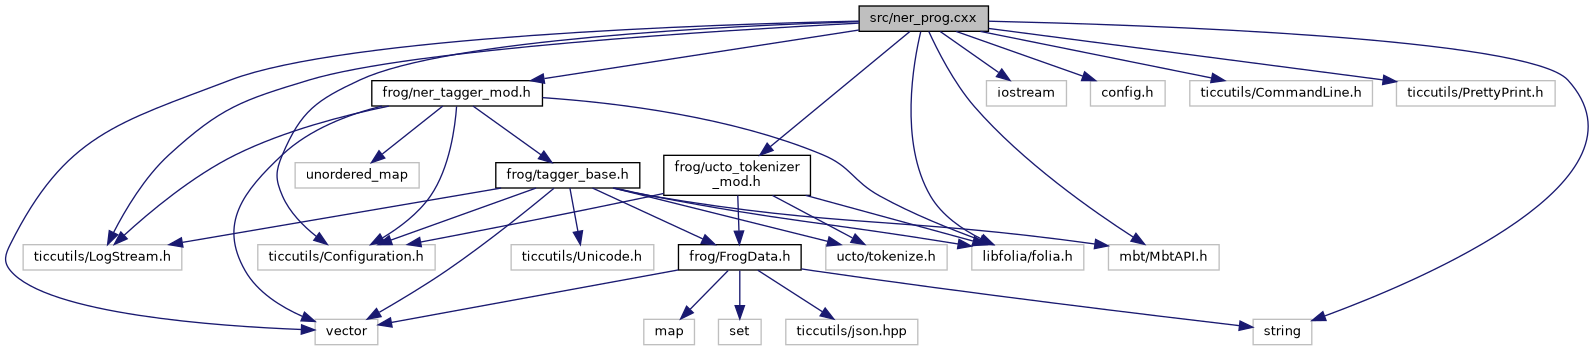 src/ner_prog.cxx
frog/ner_tagger_mod.h
iostream
config.h
ticcutils/CommandLine.h
ticcutils/PrettyPrint.h
unordered_map
frog/tagger_base.h
frog/ucto_tokenizer
_mod.h
ticcutils/LogStream.h
ticcutils/Configuration.h
ticcutils/Unicode.h
frog/FrogData.h
ucto/tokenize.h
libfolia/folia.h
mbt/MbtAPI.h
vector
map
set
ticcutils/json.hpp
string